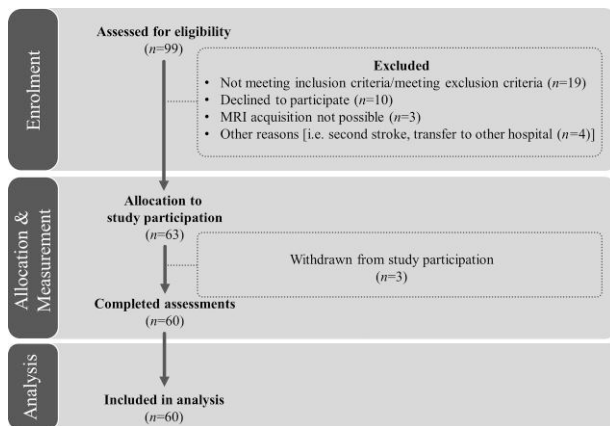 Enrolment
Assessed for eligibility
(n=99)
Excluded
• Not meeting inclusion criteria/meeting exclusion criteria (n=19)
• Declined to participate (n=10)
• MRI acquisition not possible (n=3)
• Other reasons [i.e. second stroke, transfer to other hospital (n=4)]
Allocation &
Measurement
Allocation to
study participation
(n=63)
Withdrawn from study participation
(n=3)
Completed assessments
(n=60)
Analysis
Included in analysis
(n=60)